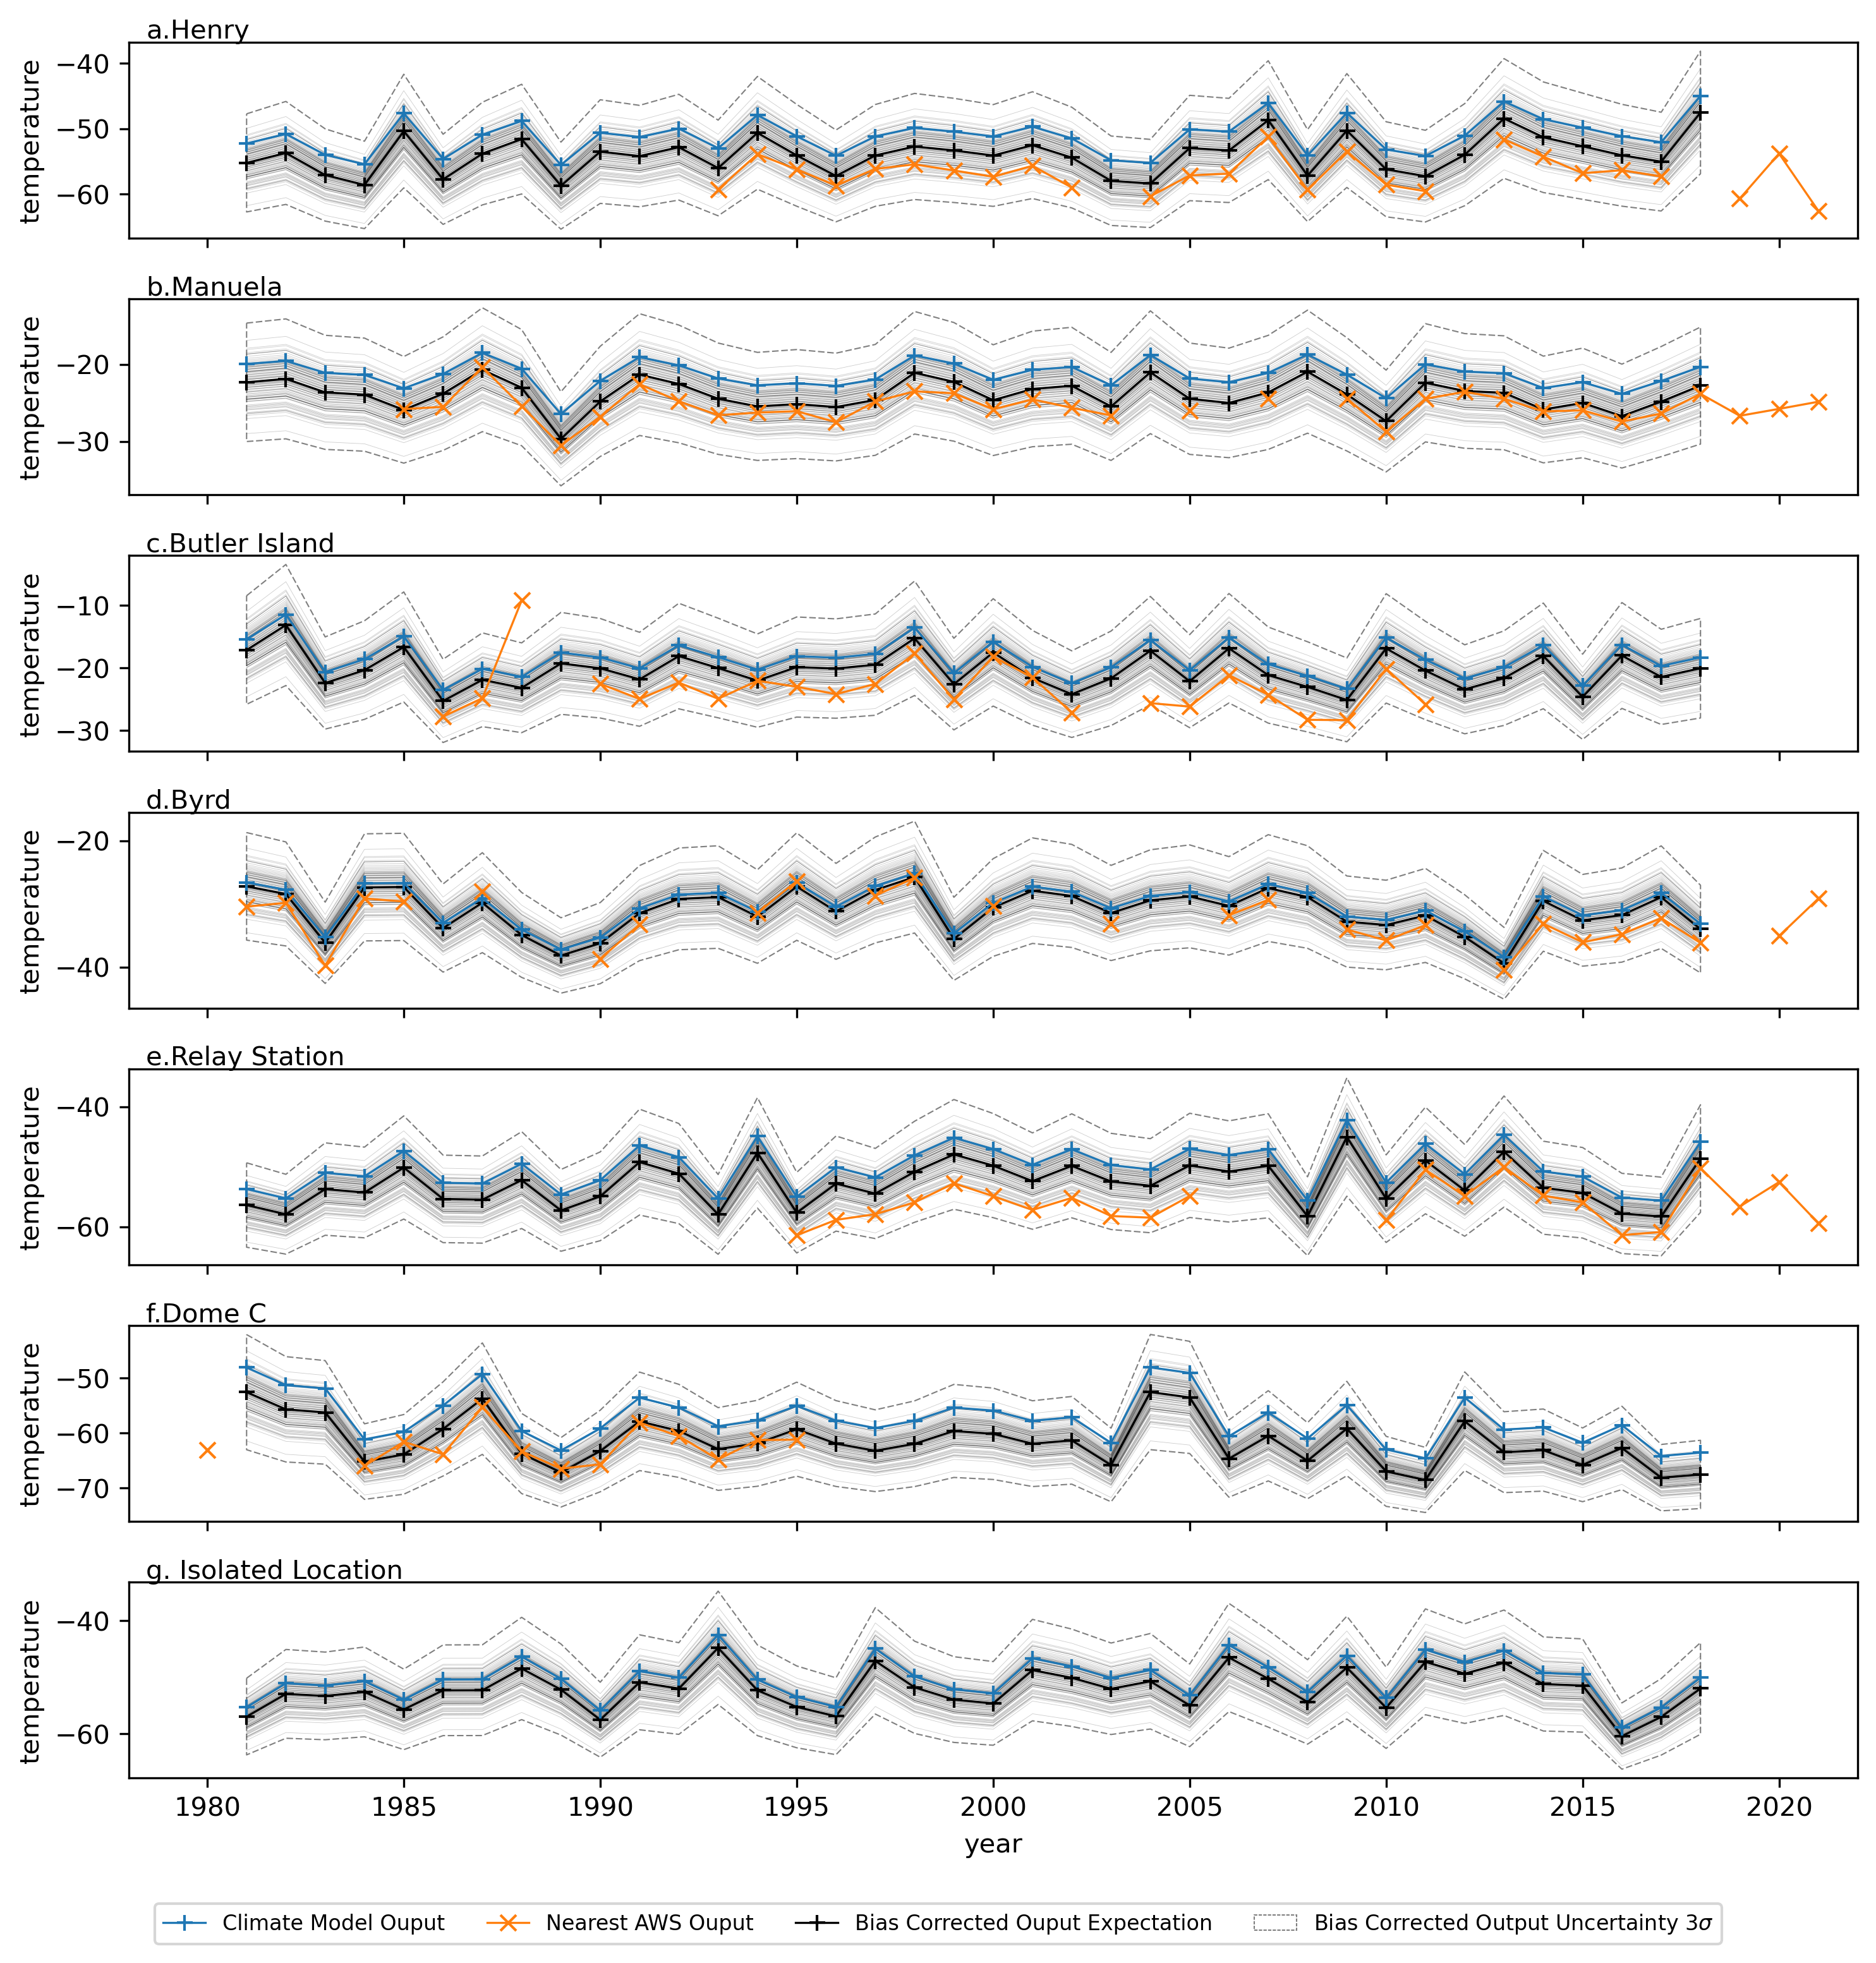 a.Henry
temperature
−40
−50
−60
b.Manuela
temperature
−20
−30
c.Butler Island
temperature
−10
−20
−30
d.Byrd
temperature
−20
−40
e.Relay Station
temperature
−40
−60
f.Dome C
temperature
−50
−60
−70
g. Isolated Location
temperature
−40
−60
1980 1985 1990 1995 2000 2005 2010 2015 2020
year
Climate Model Ouput Nearest AWS Ouput Bias Corrected Ouput Expectation Bias Corrected Output Uncertainty 3σ